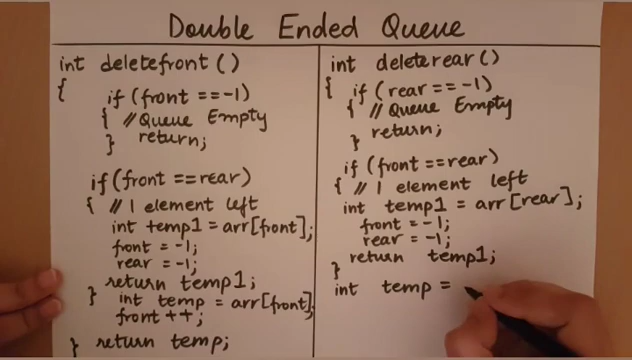 Double Ended Queue
int deletefront ()
{
if (front ==-1)
{ // Queue Empty
return;
}
if (front ==rear)
{ // 1 element left
int temp1 = arr[front];
front = -1;
rear = -1;
return temp1;
}
int temp = arr[front];
front ++;
} return temp;
int deleterear ()
{
if (rear ==-1)
{ // Queue Empty
return;
}
if (front ==rear)
{ // 1 element left
int temp1 = arr[rear];
front = -1;
rear = -1;
return temp1;
}
int temp =